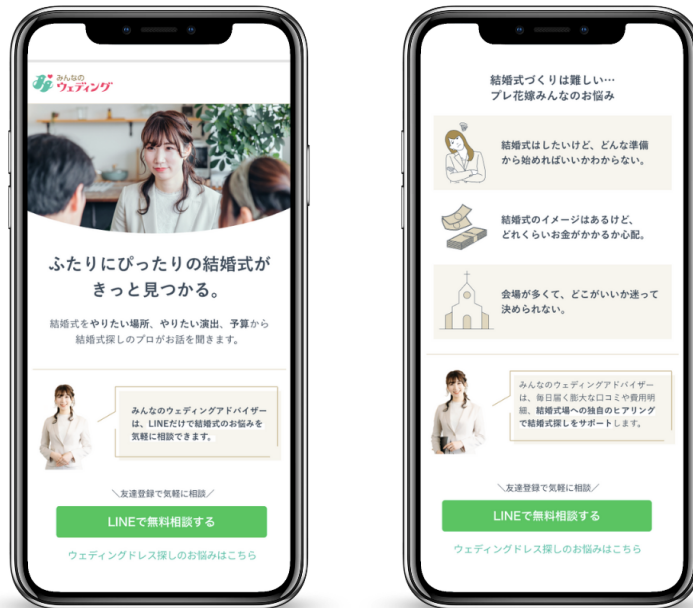 みんなの
ウェディング
ふたりにぴったりの結婚式が
きっと見つかる。
結婚式をやりたい場所、やりたい演出、予算から
結婚式探しのプロがお話を聞きます。
みんなのウェディングアドバイザー
は、LINEだけで結婚式のお悩みを
気軽に相談できます。
＼友達登録で気軽に相談／
LINEで無料相談する
ウェディングドレス探しのお悩みはこちら
結婚式づくりは難しい…
プレ花嫁みんなのお悩み
結婚式はしたいけど、どんな準備
から始めればいいかわからない。
結婚式のイメージはあるけど、
どれくらいお金がかかるか心配。
会場が多くて、どこがいいか迷って
決められない。
みんなのウェディングアドバイザー
は、毎日届く膨大な口コミや費用明
細、結婚式場への独自のヒアリング
で結婚式探しをサポートします。
＼友達登録で気軽に相談／
LINEで無料相談する
ウェディングドレス探しのお悩みはこちら